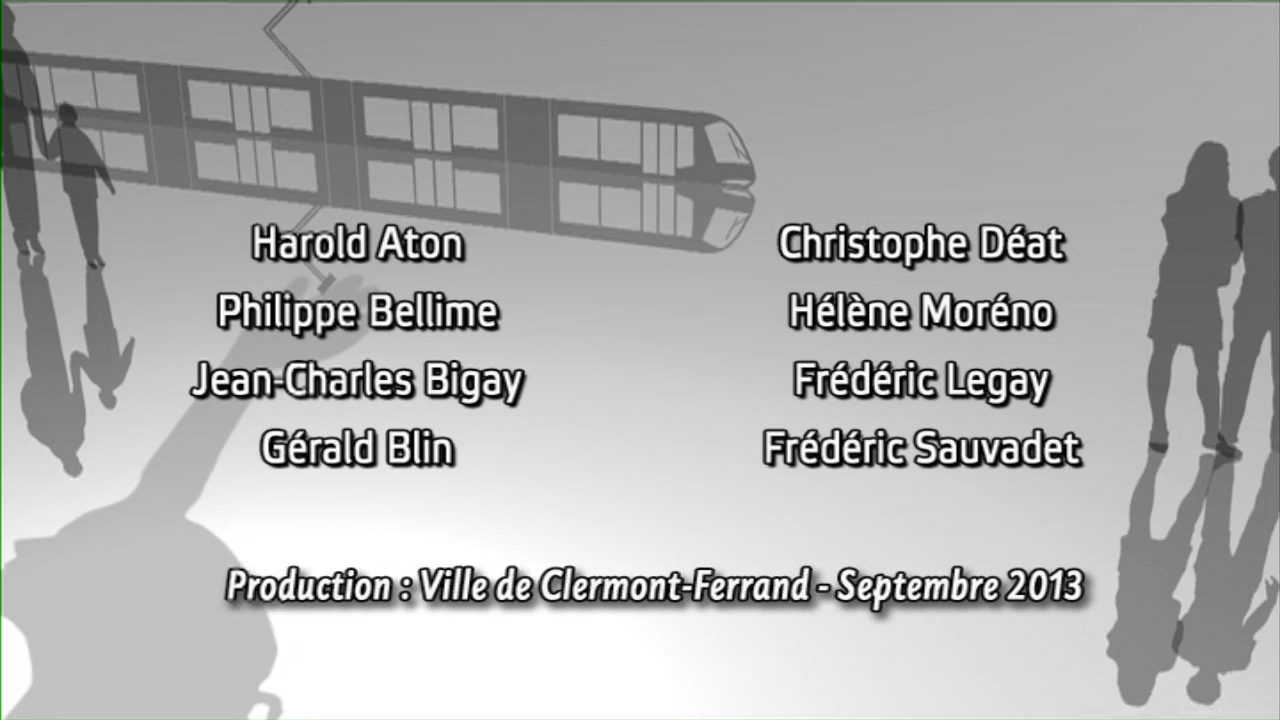 Harold Aton
Philippe Bellime
Jean-Charles Bigay
Gérald Blin
Christophe Déat
Hélène Moréno
Frédéric Legay
Frédéric Sauvadet
Production : Ville de Clermont-Ferrand - Septembre 2013